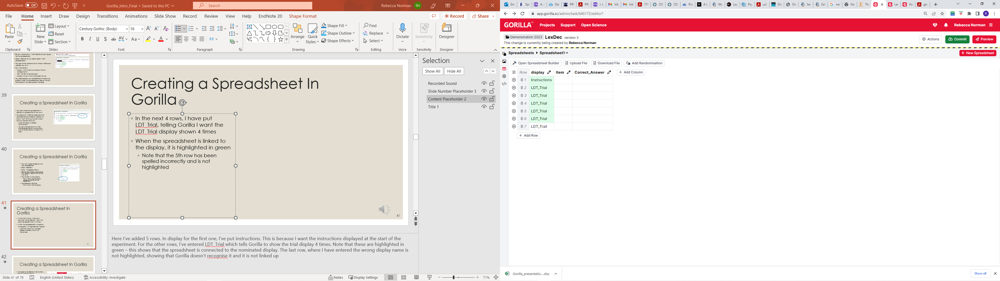 AutoSave Off
Gorilla_Intro_Final • Saved to this PC
Search
Rebecca Norman RN
File Home Insert Draw Design Transitions Animations Slide Show Record Review View Help EndNote 20 Shape Format
Record Share
Paste
Clipboard
New Slide
Layout
Reset
Section
Slides
Century Gothic (Body) 16
Font
Paragraph
Arrange
Quick Styles
Shape Fill
Shape Outline
Shape Effects
Drawing
Find
Replace
Select
Editing
Dictate
Voice
Sensitivity
Sensitivity
Designer
Designer
39
Creating a Spreadsheet In Gorilla
40
Creating a Spreadsheet In Gorilla
41
Creating a Spreadsheet In
Gorilla
42
Creating a Spreadsheet In Gorilla
Creating a Spreadsheet In
Gorilla
In the next 4 rows, I have put
LDT_Trial, telling Gorilla I want the
LDT_Trial display shown 4 times
When the spreadsheet is linked to
the display, it is highlighted in green
Note that the 5th row has been
spelled incorrectly and is not
highlighted
41
Here I've added 5 rows. In display for the first one, I've put instructions. This is because I want the instructions displayed at the start of the
experiment. For the other rows, I've entered LDT_Trial which tells Gorilla to show the trial display 4 times. Note that these are highlighted in
green – this shows that the spreadsheet is connected to the nominated display. The last row, where I have entered the wrong display name is
not highlighted, showing that Gorilla doesn't recognise it and it is not linked up
Selection
Show All Hide All
Recorded Sound
Slide Number Placeholder 3
Content Placeholder 2
Title 1
Slide 41 of 78 English (United States) Accessibility: Investigate
Notes Display Settings 71%
app.gorilla.sc/admin/task/646172/editor?
GORILLA™ Projects Support Open Science
Rebecca Norman
Demonstration 2023 LexDec version 3
This change is currently being created by Rebecca Norman
Actions Commit Preview
Spreadsheets Spreadsheet1
New Spreadsheet
Open Spreadsheet Builder Upload File Download File Add Randomisation
Row display Item Correct_Answer + Add Column
1 Instructions
2 LDT_Trial
3 LDT_Trial
4 LDT_Trial
5 LDT_Trial
6 LDT_Trial
7 LDT_Trail
+ Add Row
Gorilla_presentatio....xlsx
Show all